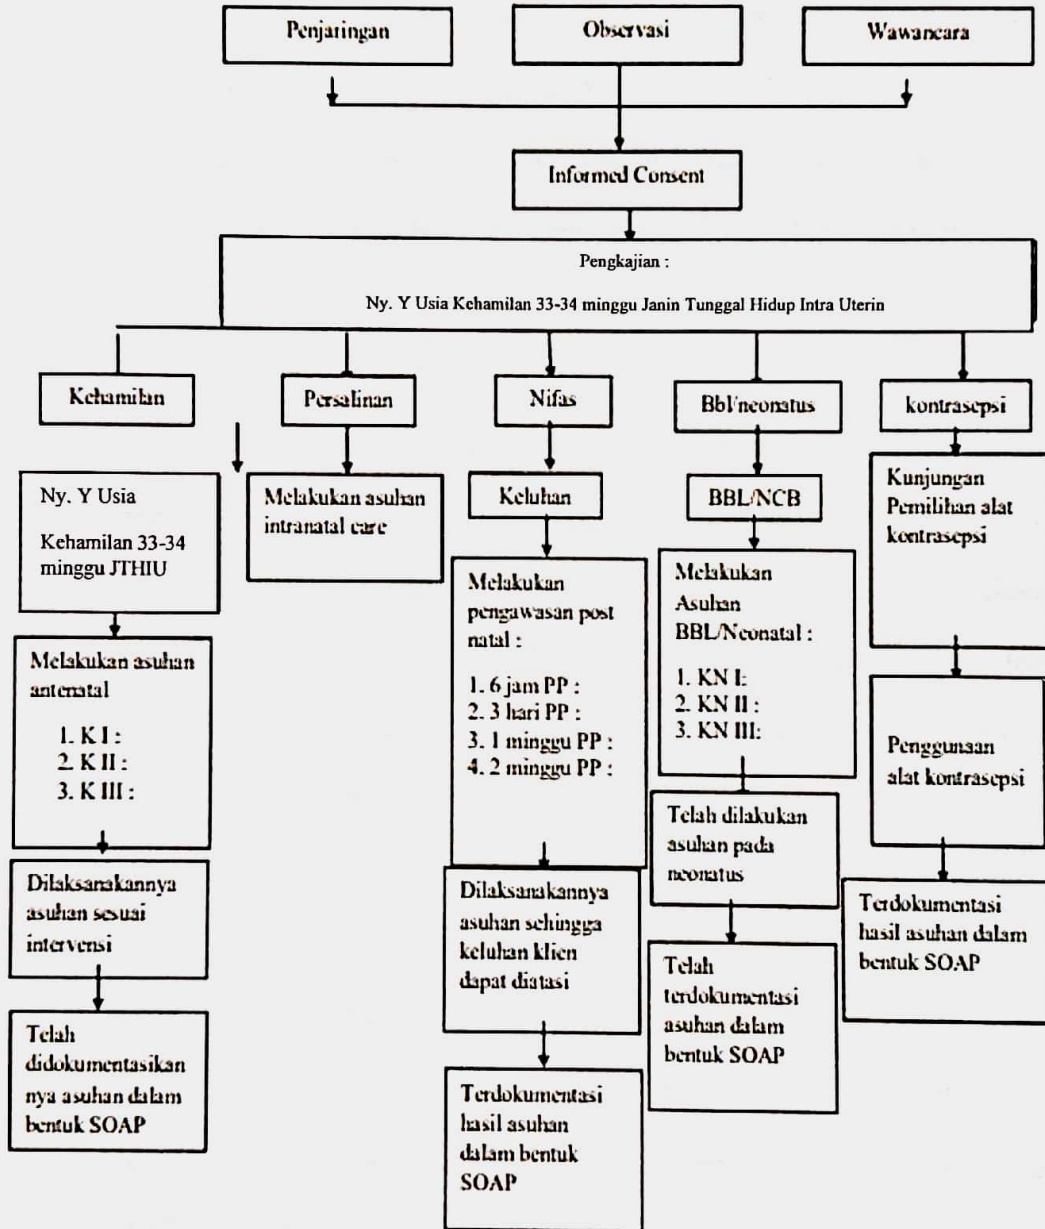 Penjaringan
Observasi
Wawancara
Informed Consent
Pengkajian :
Ny. Y Usia Kehamilan 33-34 minggu Janin Tunggal Hidup Intra Uterin
Kehamilan
Persalinan
Nifas
Bbl/neonatus
kontrasepsi
Ny. Y Usia
Kehamilan 33-34
minggu JTHIU
Melakukan asuhan
antenatal
1. K I :
2. K II :
3. K III :
Dilaksanakannya
asuhan sesuai
intervensi
Telah
didokumentasikan
nya asuhan dalam
bentuk SOAP
Melakukan asuhan
intranatal care
Keluhan
Melakukan
pengawasan post
natal :
1. 6 jam PP :
2. 3 hari PP :
3. 1 minggu PP :
4. 2 minggu PP :
Dilaksanakannya
asuhan sehingga
keluhan klien
dapat diatasi
Terdokumentasi
hasil asuhan
dalam bentuk
SOAP
BBL/NCB
Melakukan
Asuhan
BBL/Neonatal :
1. KN I:
2. KN II :
3. KN III:
Telah dilakukan
asuhan pada
neonatus
Telah
terdokumentasi
asuhan dalam
bentuk SOAP
Kunjungan
Pemilihan alat
kontrasepsi
Penggunaan
alat kontrasepsi
Terdokumentasi
hasil asuhan dalam
bentuk SOAP